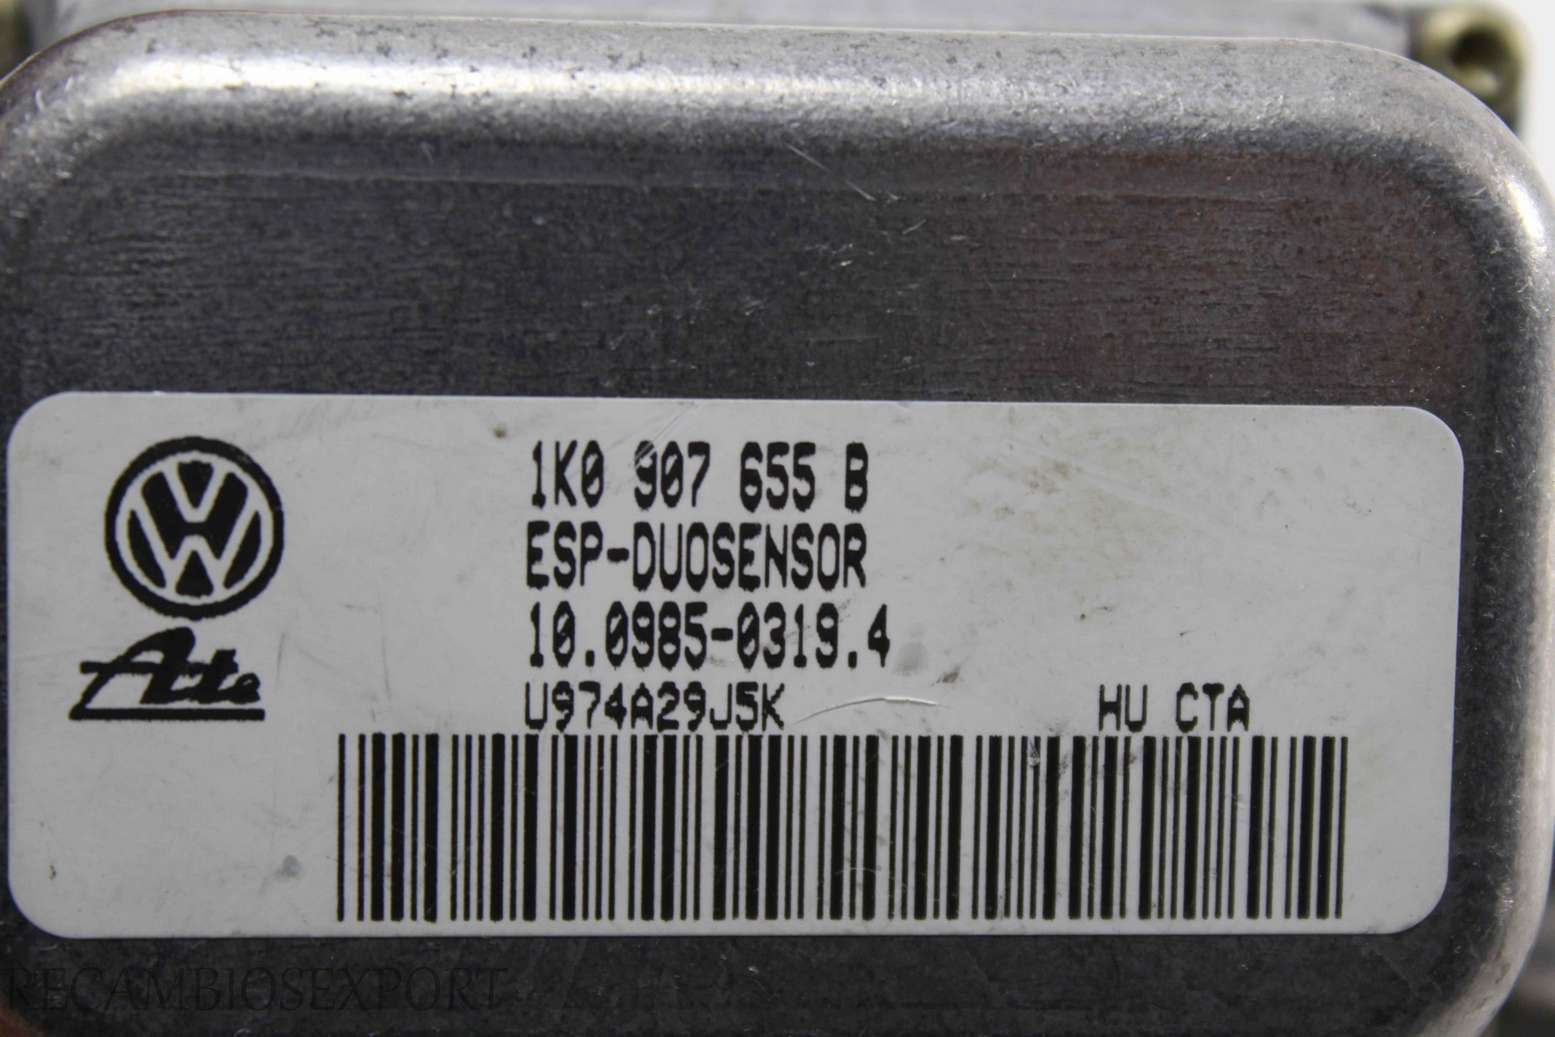 1K0 907 655 B
ESP-DUOSENSOR
10.0985-0319.4
U974A29J5K HU CTA
Ate
RECAMBIOSEXPORT